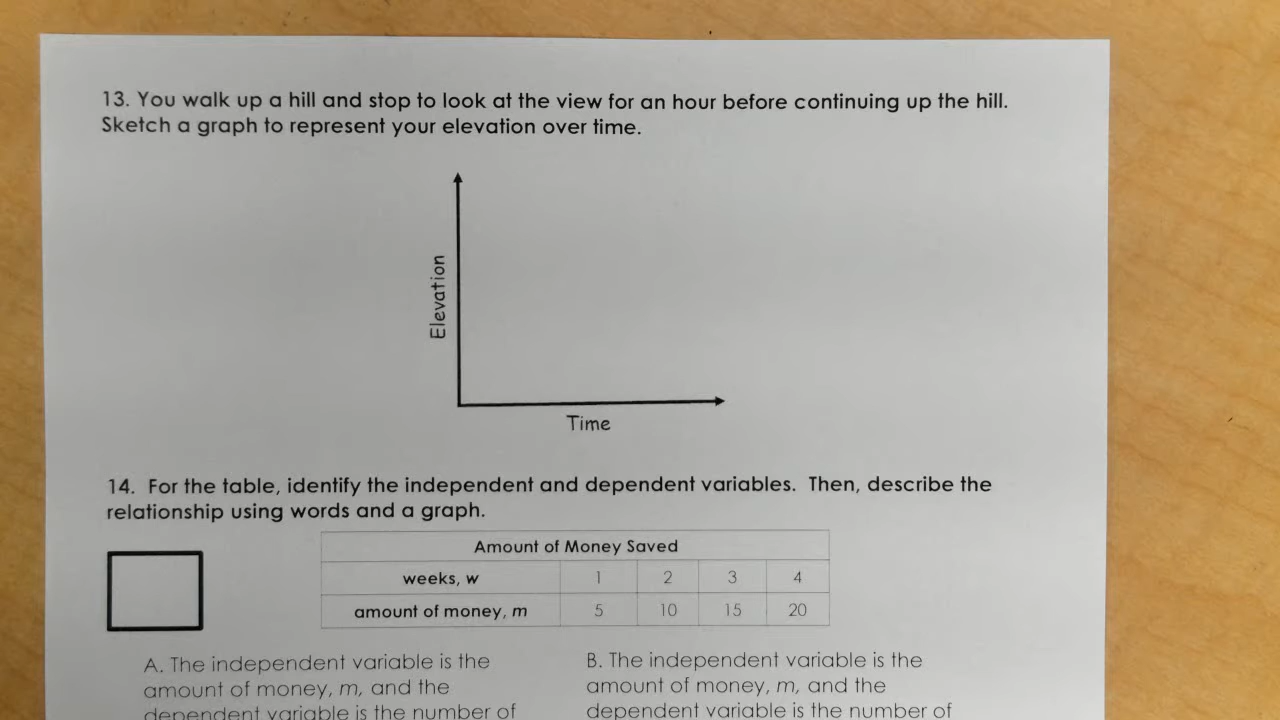 13. You walk up a hill and stop to look at the view for an hour before continuing up the hill.
Sketch a graph to represent your elevation over time.
Elevation
Time
14. For the table, identify the independent and dependent variables. Then, describe the
relationship using words and a graph.
Amount of Money Saved
weeks, w 1 2 3 4
amount of money, m 5 10 15 20
A. The independent variable is the
amount of money, m, and the
dependent variable is the number of
B. The independent variable is the
amount of money, m, and the
dependent variable is the number of